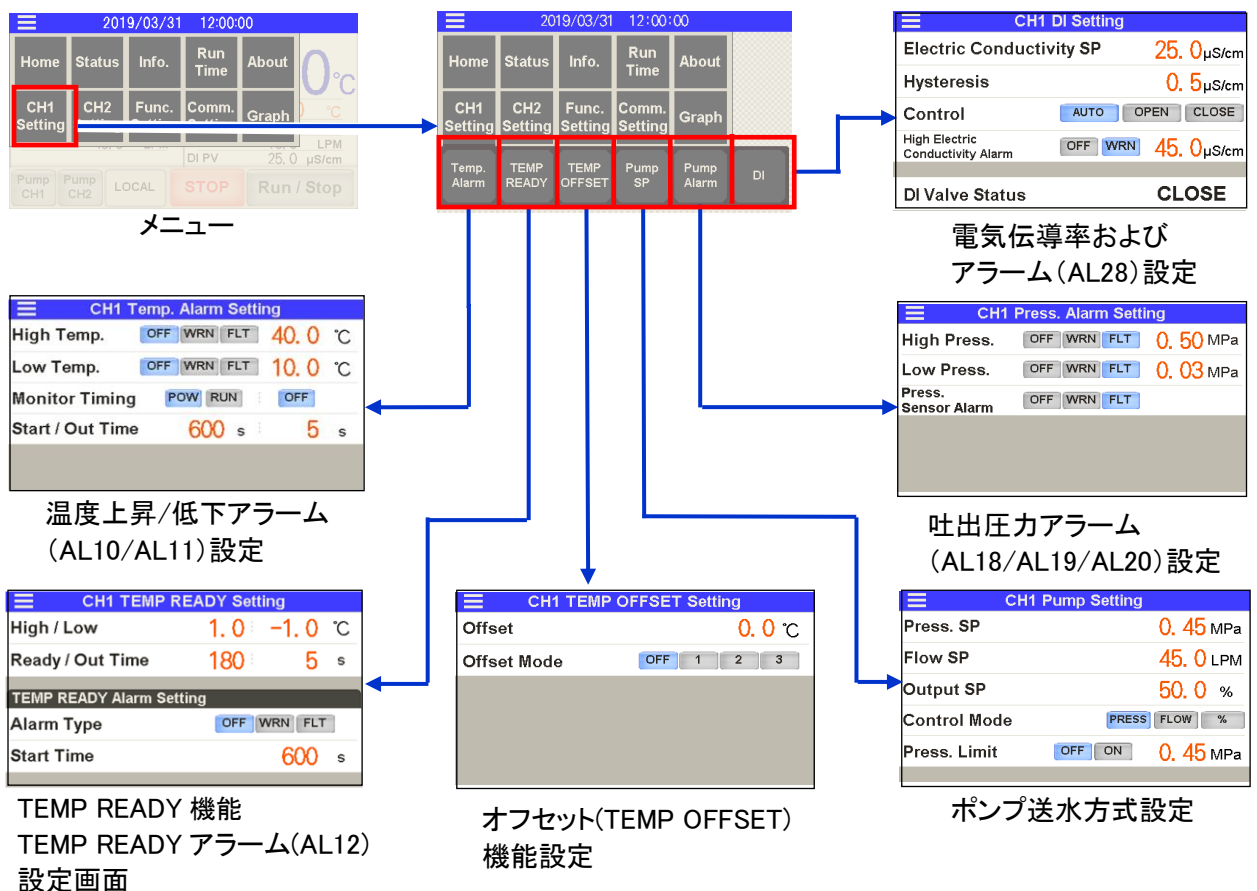 2019/03/31 12:00:00
Home Status Info. Run Time About
0℃
CH1 Setting CH2 Func. Comm. Graph
℃
LPM
DI PV 25.0 μS/cm
Pump CH1 Pump CH2 LOCAL STOP Run / Stop
メニュー
2019/03/31 12:00:00
Home Status Info. Run Time About
CH1 Setting CH2 Setting Func. Setting Comm. Setting Graph
Temp. Alarm TEMP READY TEMP OFFSET Pump SP Pump Alarm DI
CH1 DI Setting
Electric Conductivity SP 25.0μS/cm
Hysteresis 0.5μS/cm
Control AUTO OPEN CLOSE
High Electric
Conductivity Alarm OFF WRN 45.0μS/cm
DI Valve Status CLOSE
電気伝導率および
アラーム（AL28）設定
CH1 Temp. Alarm Setting
High Temp. OFF WRN FLT 40.0 ℃
Low Temp. OFF WRN FLT 10.0 ℃
Monitor Timing POW RUN OFF
Start / Out Time 600 s 5 s
温度上昇/低下アラーム
（AL10/AL11）設定
CH1 Press. Alarm Setting
High Press. OFF WRN FLT 0.50 MPa
Low Press. OFF WRN FLT 0.03 MPa
Press.
Sensor Alarm OFF WRN FLT
吐出圧力アラーム
（AL18/AL19/AL20）設定
CH1 TEMP READY Setting
High / Low 1.0 -1.0 ℃
Ready / Out Time 180 5 s
TEMP READY Alarm Setting
Alarm Type OFF WRN FLT
Start Time 600 s
TEMP READY 機能
TEMP READY アラーム(AL12)
設定画面
CH1 TEMP OFFSET Setting
Offset 0.0 ℃
Offset Mode OFF 1 2 3
オフセット(TEMP OFFSET)
機能設定
CH1 Pump Setting
Press. SP 0.45 MPa
Flow SP 45.0 LPM
Output SP 50.0 %
Control Mode PRESS FLOW %
Press. Limit OFF ON 0.45 MPa
ポンプ送水方式設定